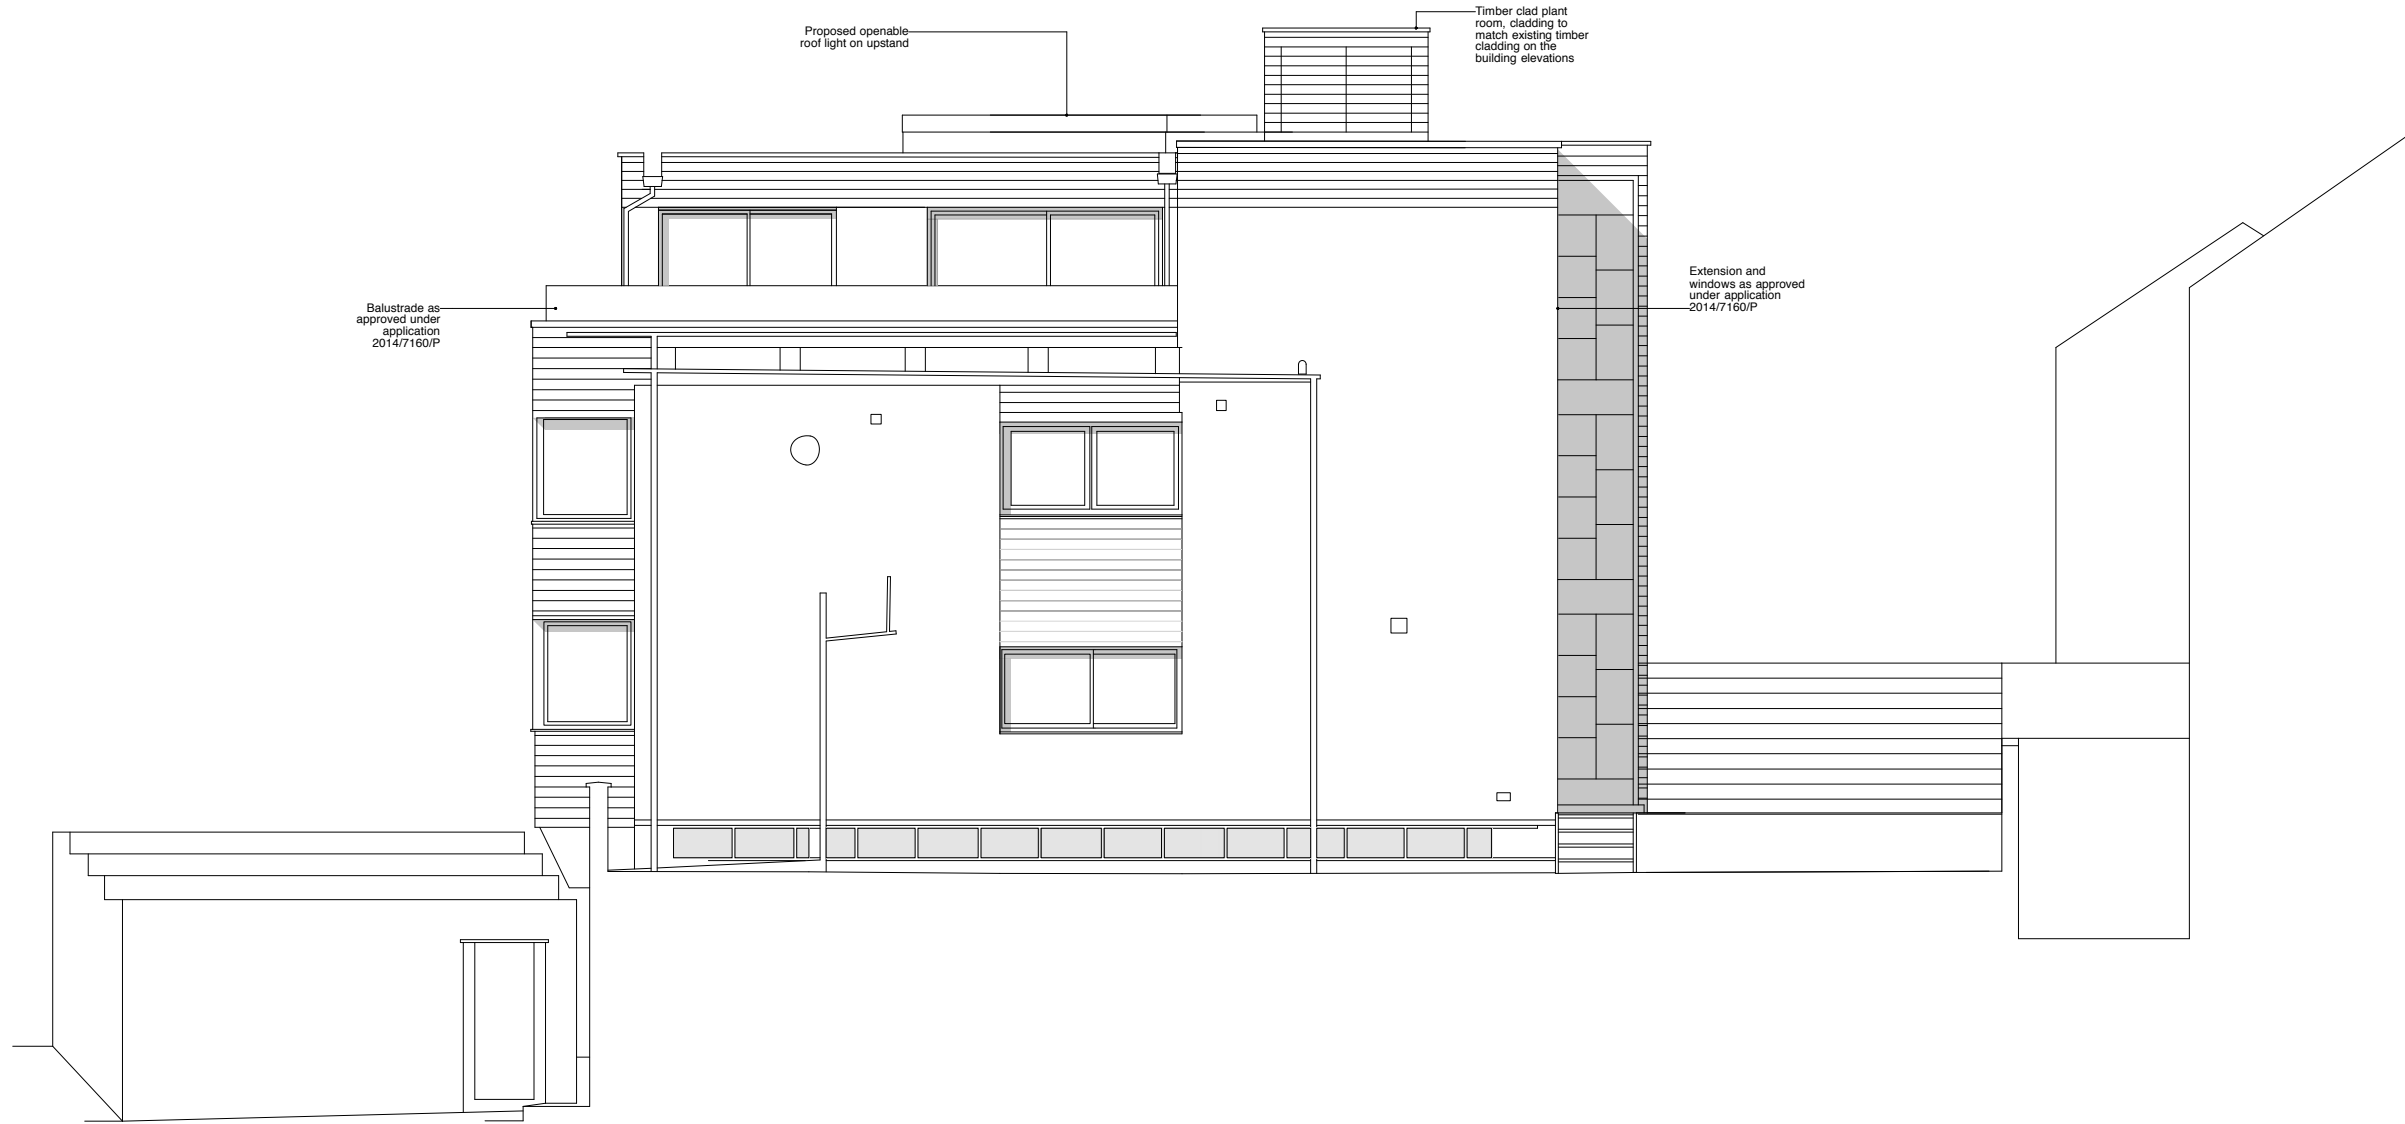 Proposed openable
roof light on upstand
Timber clad plant
room, cladding to
match existing timber
cladding on the
building elevations
Extension and
windows as approved
under application
2014/7160/P
Balustrade as
approved under
application
2014/7160/P